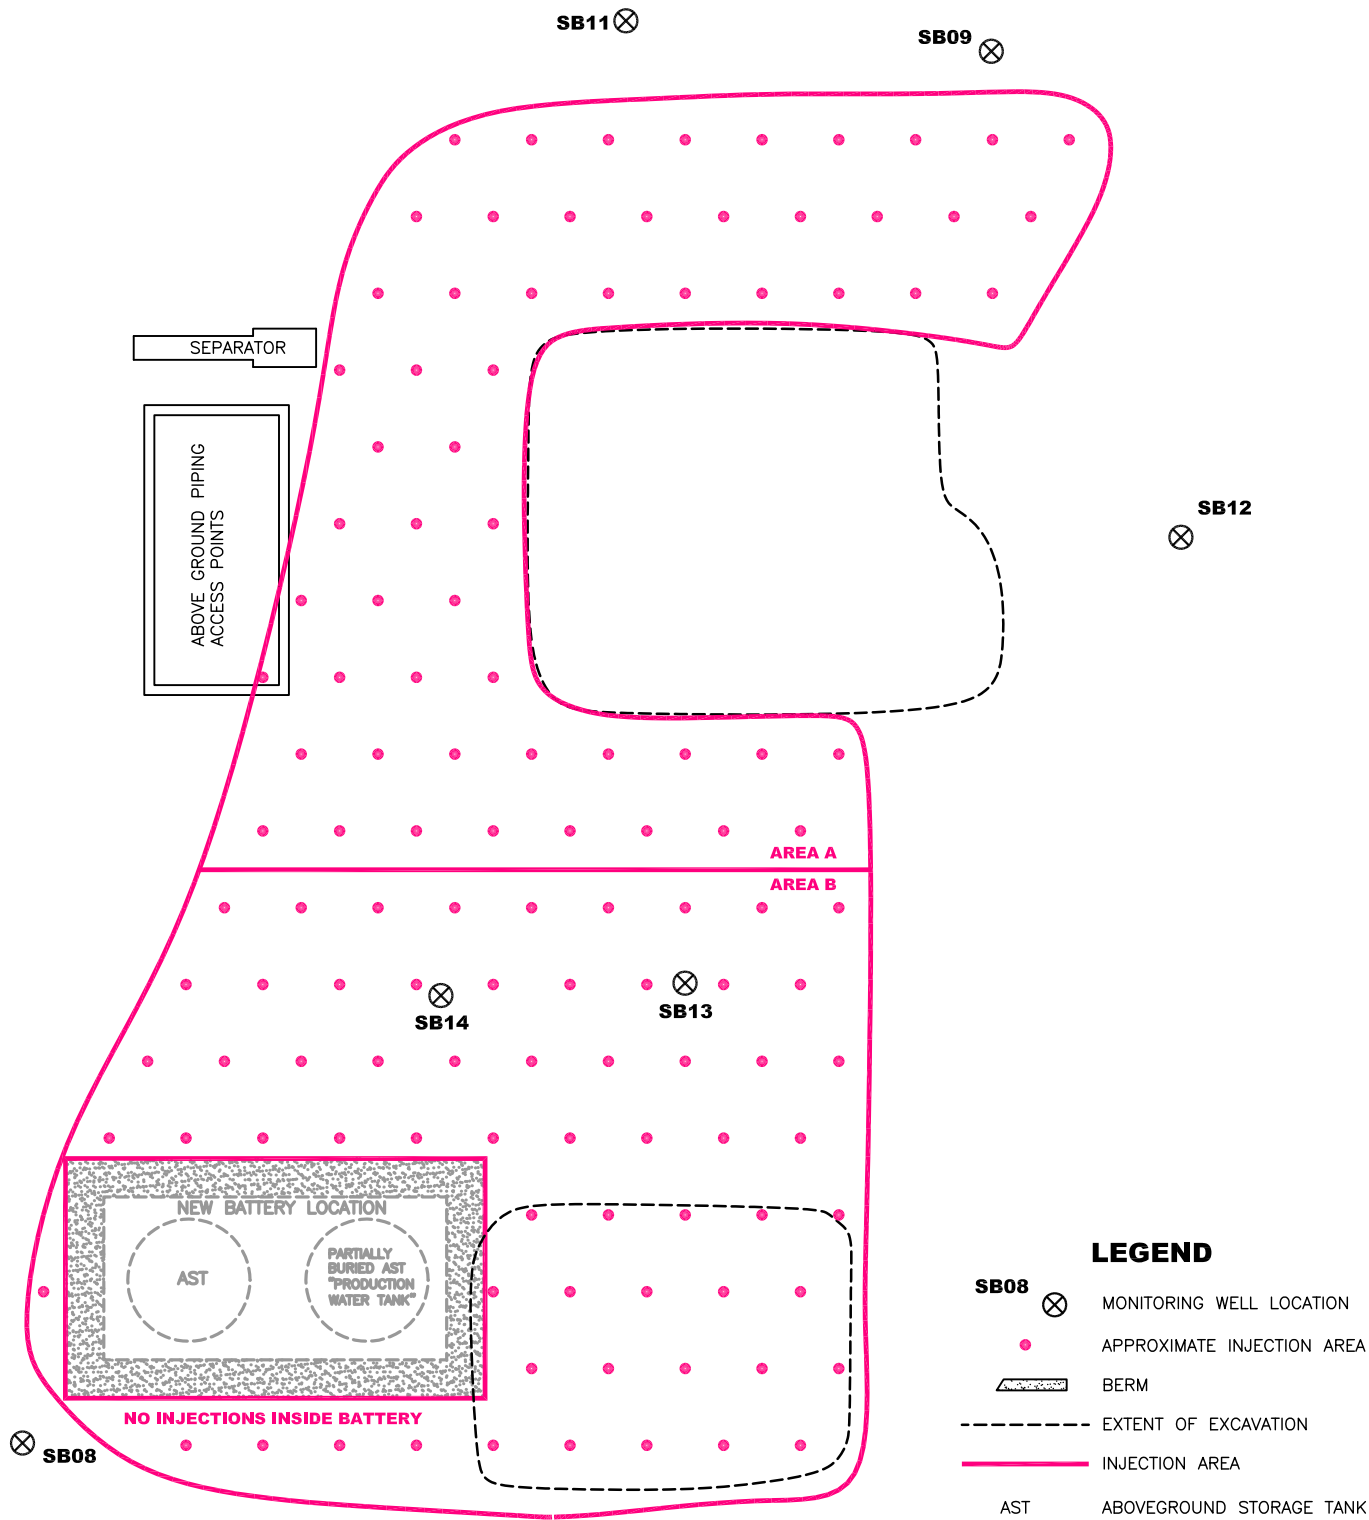 SB11
SB09
SEPARATOR
ABOVE GROUND PIPING
ACCESS POINTS
SB12
AREA A
AREA B
SB14
SB13
NEW BATTERY LOCATION
AST
PARTIALLY
BURIED AST
"PRODUCTION
WATER TANK"
NO INJECTIONS INSIDE BATTERY
SB08
LEGEND
SB08
MONITORING WELL LOCATION
APPROXIMATE INJECTION AREA
BERM
EXTENT OF EXCAVATION
INJECTION AREA
AST ABOVEGROUND STORAGE TANK